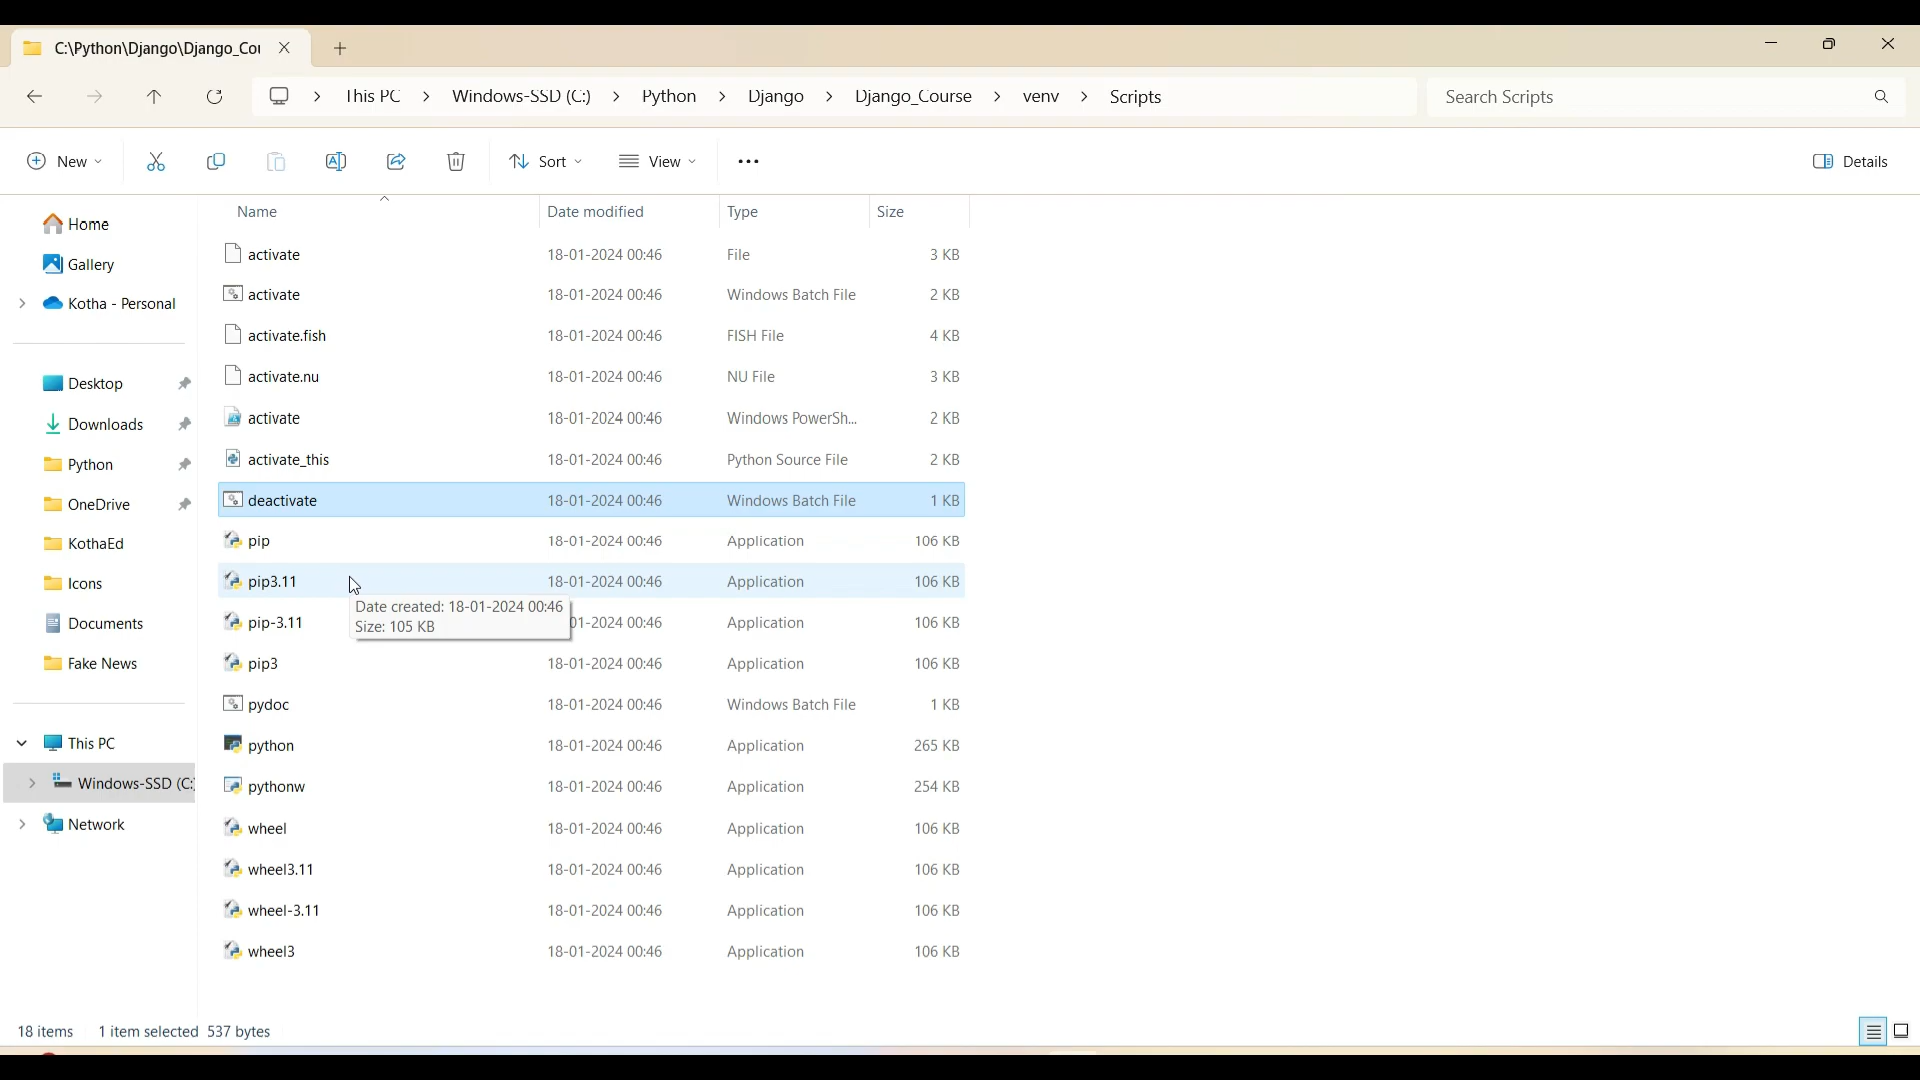 C:\Python\Django\Django_Cou
This PC > Windows-SSD (C:) > Python > Django > Django_Course > venv > Scripts
Search Scripts
New
Sort
View
Details
Name Date modified Type Size
Home
Gallery
Kotha - Personal
Desktop
Downloads
Python
OneDrive
KothaEd
Icons
Documents
Fake News
This PC
Windows-SSD (C:)
Network
activate 18-01-2024 00:46 File 3 KB
activate 18-01-2024 00:46 Windows Batch File 2 KB
activate.fish 18-01-2024 00:46 FISH File 4 KB
activate.nu 18-01-2024 00:46 NU File 3 KB
activate 18-01-2024 00:46 Windows PowerSh... 2 KB
activate_this 18-01-2024 00:46 Python Source File 2 KB
deactivate 18-01-2024 00:46 Windows Batch File 1 KB
pip 18-01-2024 00:46 Application 106 KB
pip3.11 18-01-2024 00:46 Application 106 KB
Date created: 18-01-2024 00:46
Size: 105 KB
pip-3.11 01-2024 00:46 Application 106 KB
pip3 18-01-2024 00:46 Application 106 KB
pydoc 18-01-2024 00:46 Windows Batch File 1 KB
python 18-01-2024 00:46 Application 265 KB
pythonw 18-01-2024 00:46 Application 254 KB
wheel 18-01-2024 00:46 Application 106 KB
wheel3.11 18-01-2024 00:46 Application 106 KB
wheel-3.11 18-01-2024 00:46 Application 106 KB
wheel3 18-01-2024 00:46 Application 106 KB
18 items 1 item selected 537 bytes